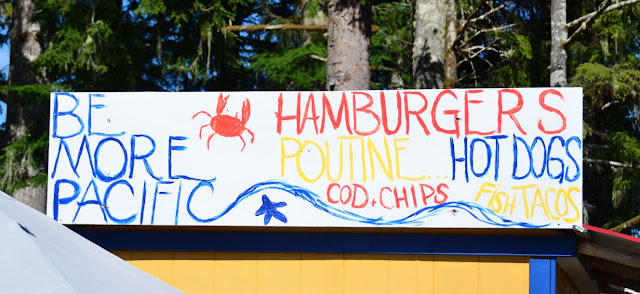 BE
MORE
PACIFIC
HAMBURGERS
POUTINE... HOT DOGS
COD + CHIPS FISH TACOS